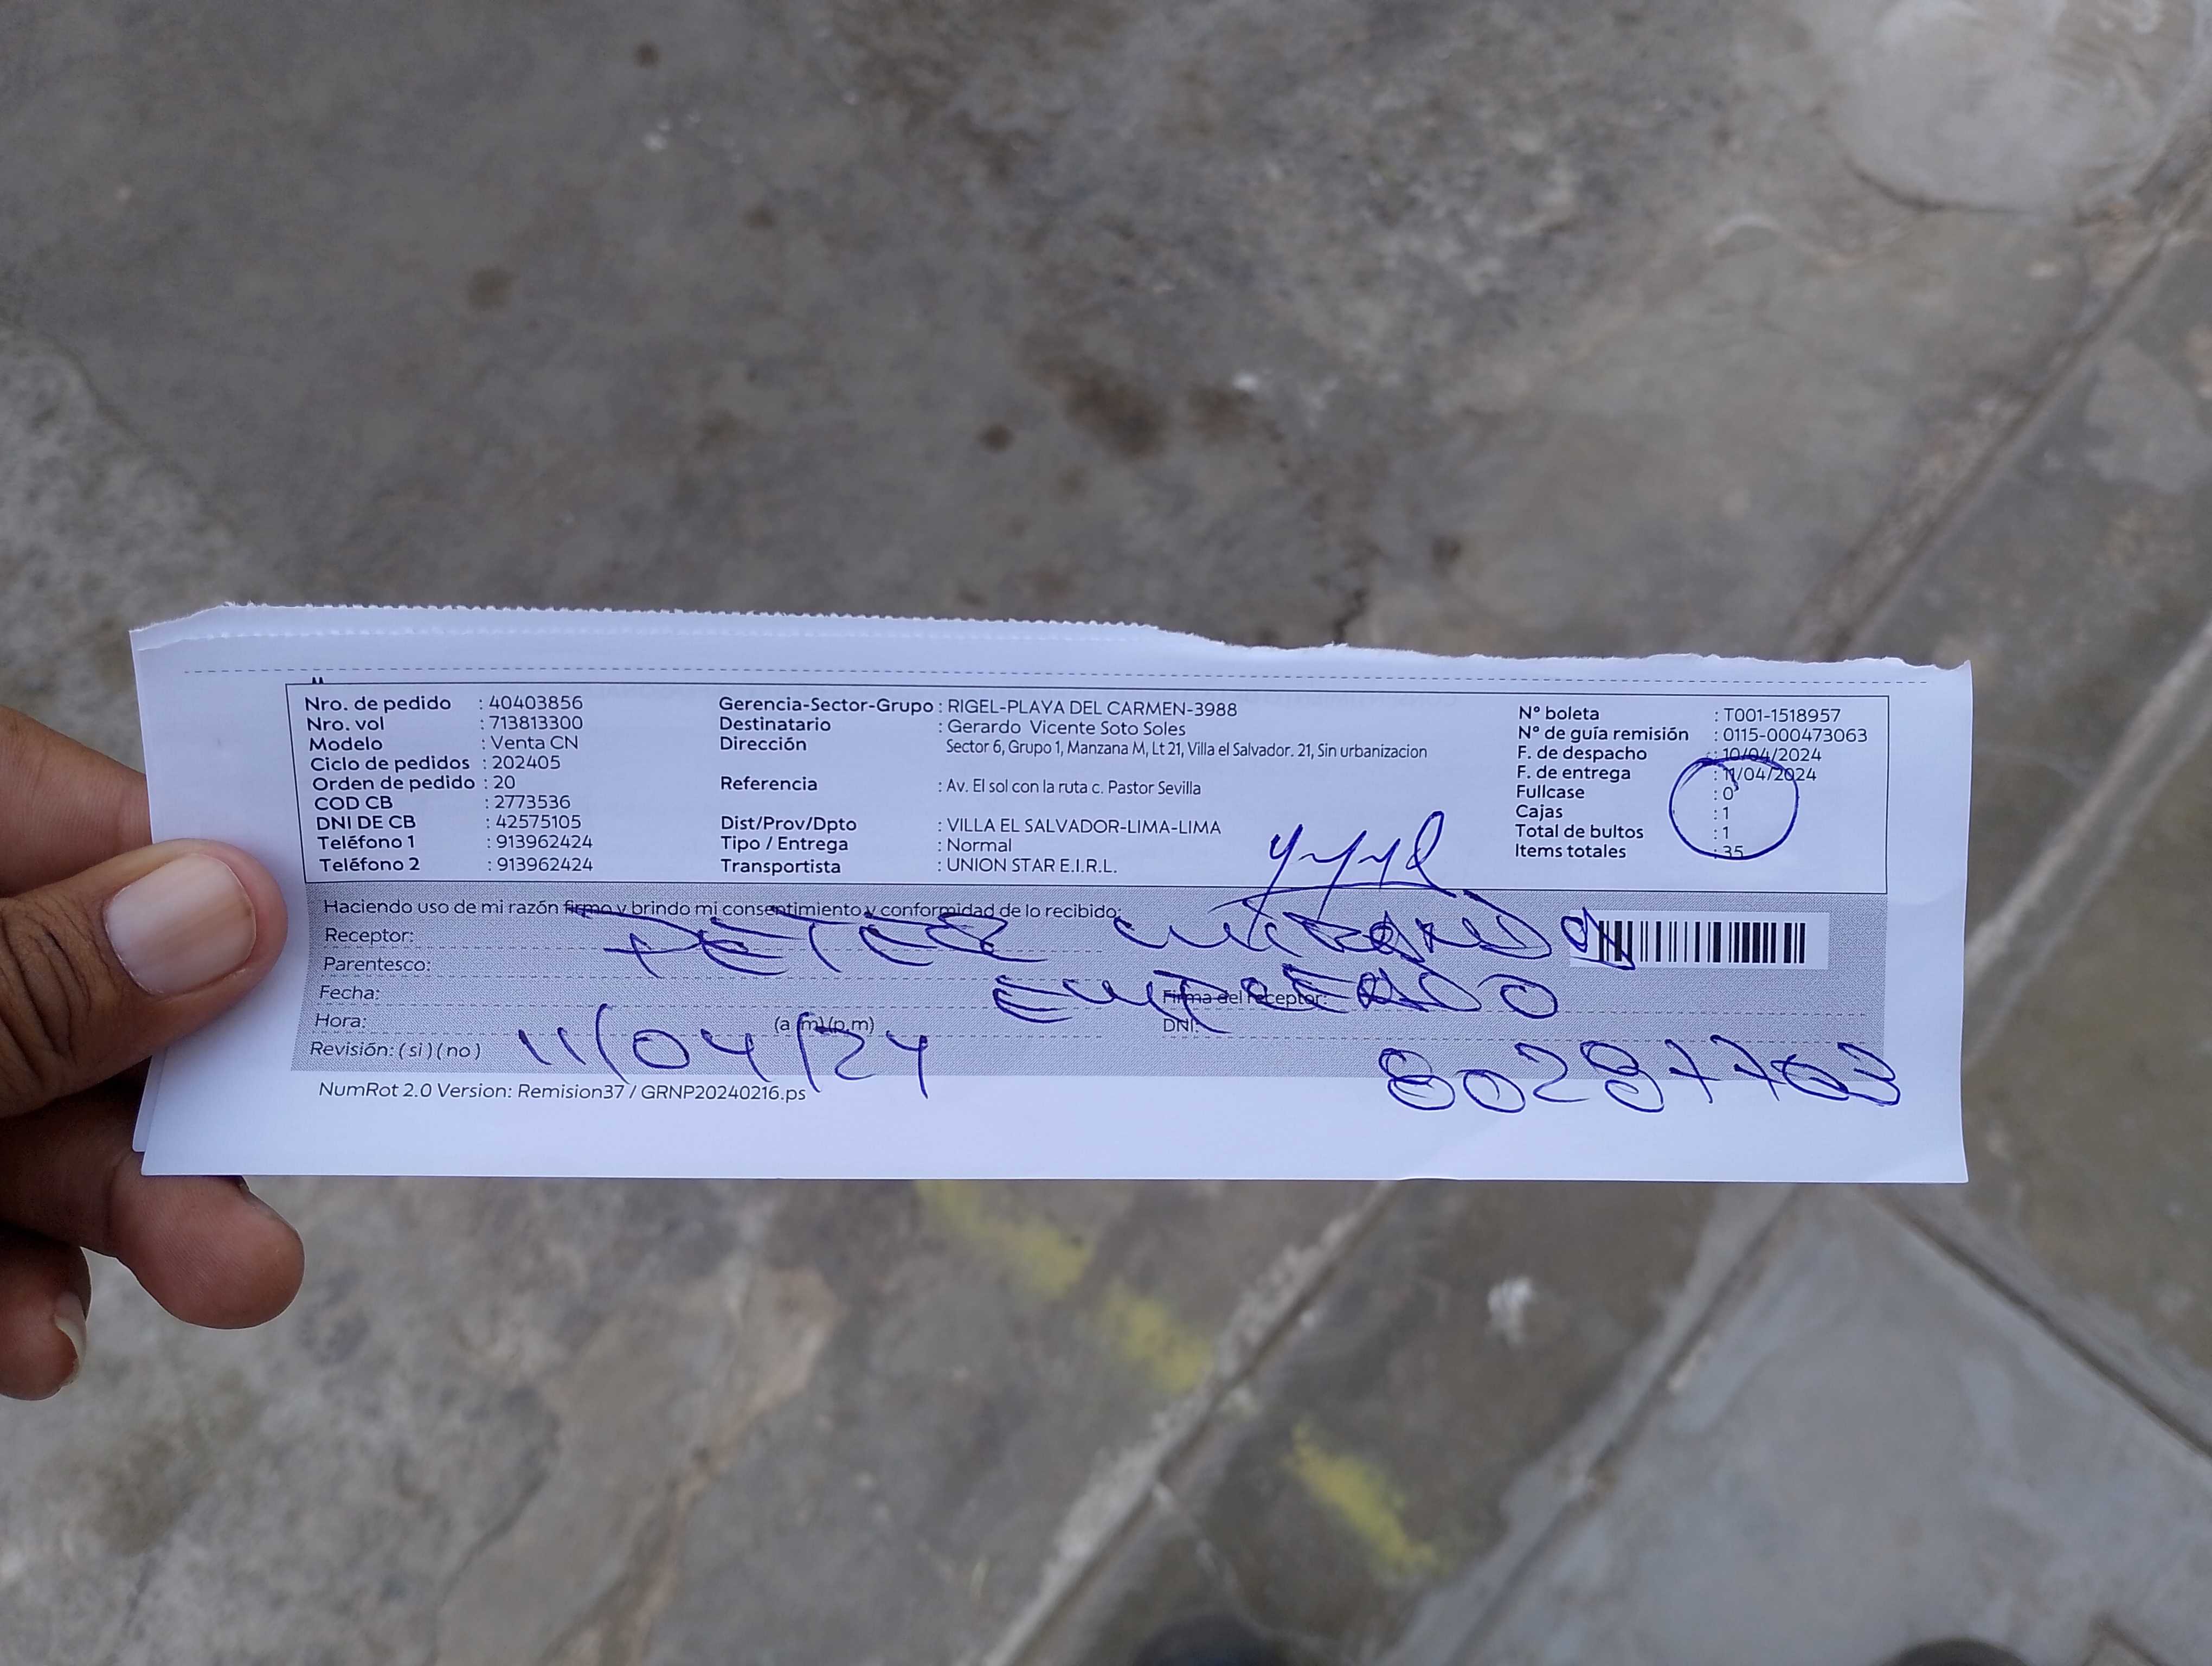 Nro. de pedido : 40403856
Nro. vol : 713813300
Modelo : Venta CN
Ciclo de pedidos : 202405
Orden de pedido : 20
COD CB : 2773536
DNI DE CB : 42575105
Teléfono 1 : 913962424
Teléfono 2 : 913962424
Gerencia-Sector-Grupo : RIGEL-PLAYA DEL CARMEN-3988
Destinatario : Gerardo Vicente Soto Soles
Dirección Sector 6, Grupo 1, Manzana M, Lt 21, Villa el Salvador. 21, Sin urbanizacion
Referencia : Av. El sol con la ruta c. Pastor Sevilla
Dist/Prov/Dpto : VILLA EL SALVADOR-LIMA-LIMA
Tipo / Entrega : Normal
Transportista : UNION STAR E.I.R.L.
N° boleta : T001-1518957
N° de guía remisión : 0115-000473063
F. de despacho : 10/04/2024
F. de entrega : 11/04/2024
Fullcase : 0
Cajas : 1
Total de bultos : 1
Items totales : 35
Haciendo uso de mi razón firmo y brindo mi consentimiento y conformidad de lo recibido:
Receptor: PETER
Parentesco: EMPLEADO
Fecha: Firma del receptor:
Hora: (a.m) (p.m) DNI:
Revisión: ( si ) ( no ) 11/04/24
NumRot 2.0 Version: Remision37 / GRNP20240216.ps